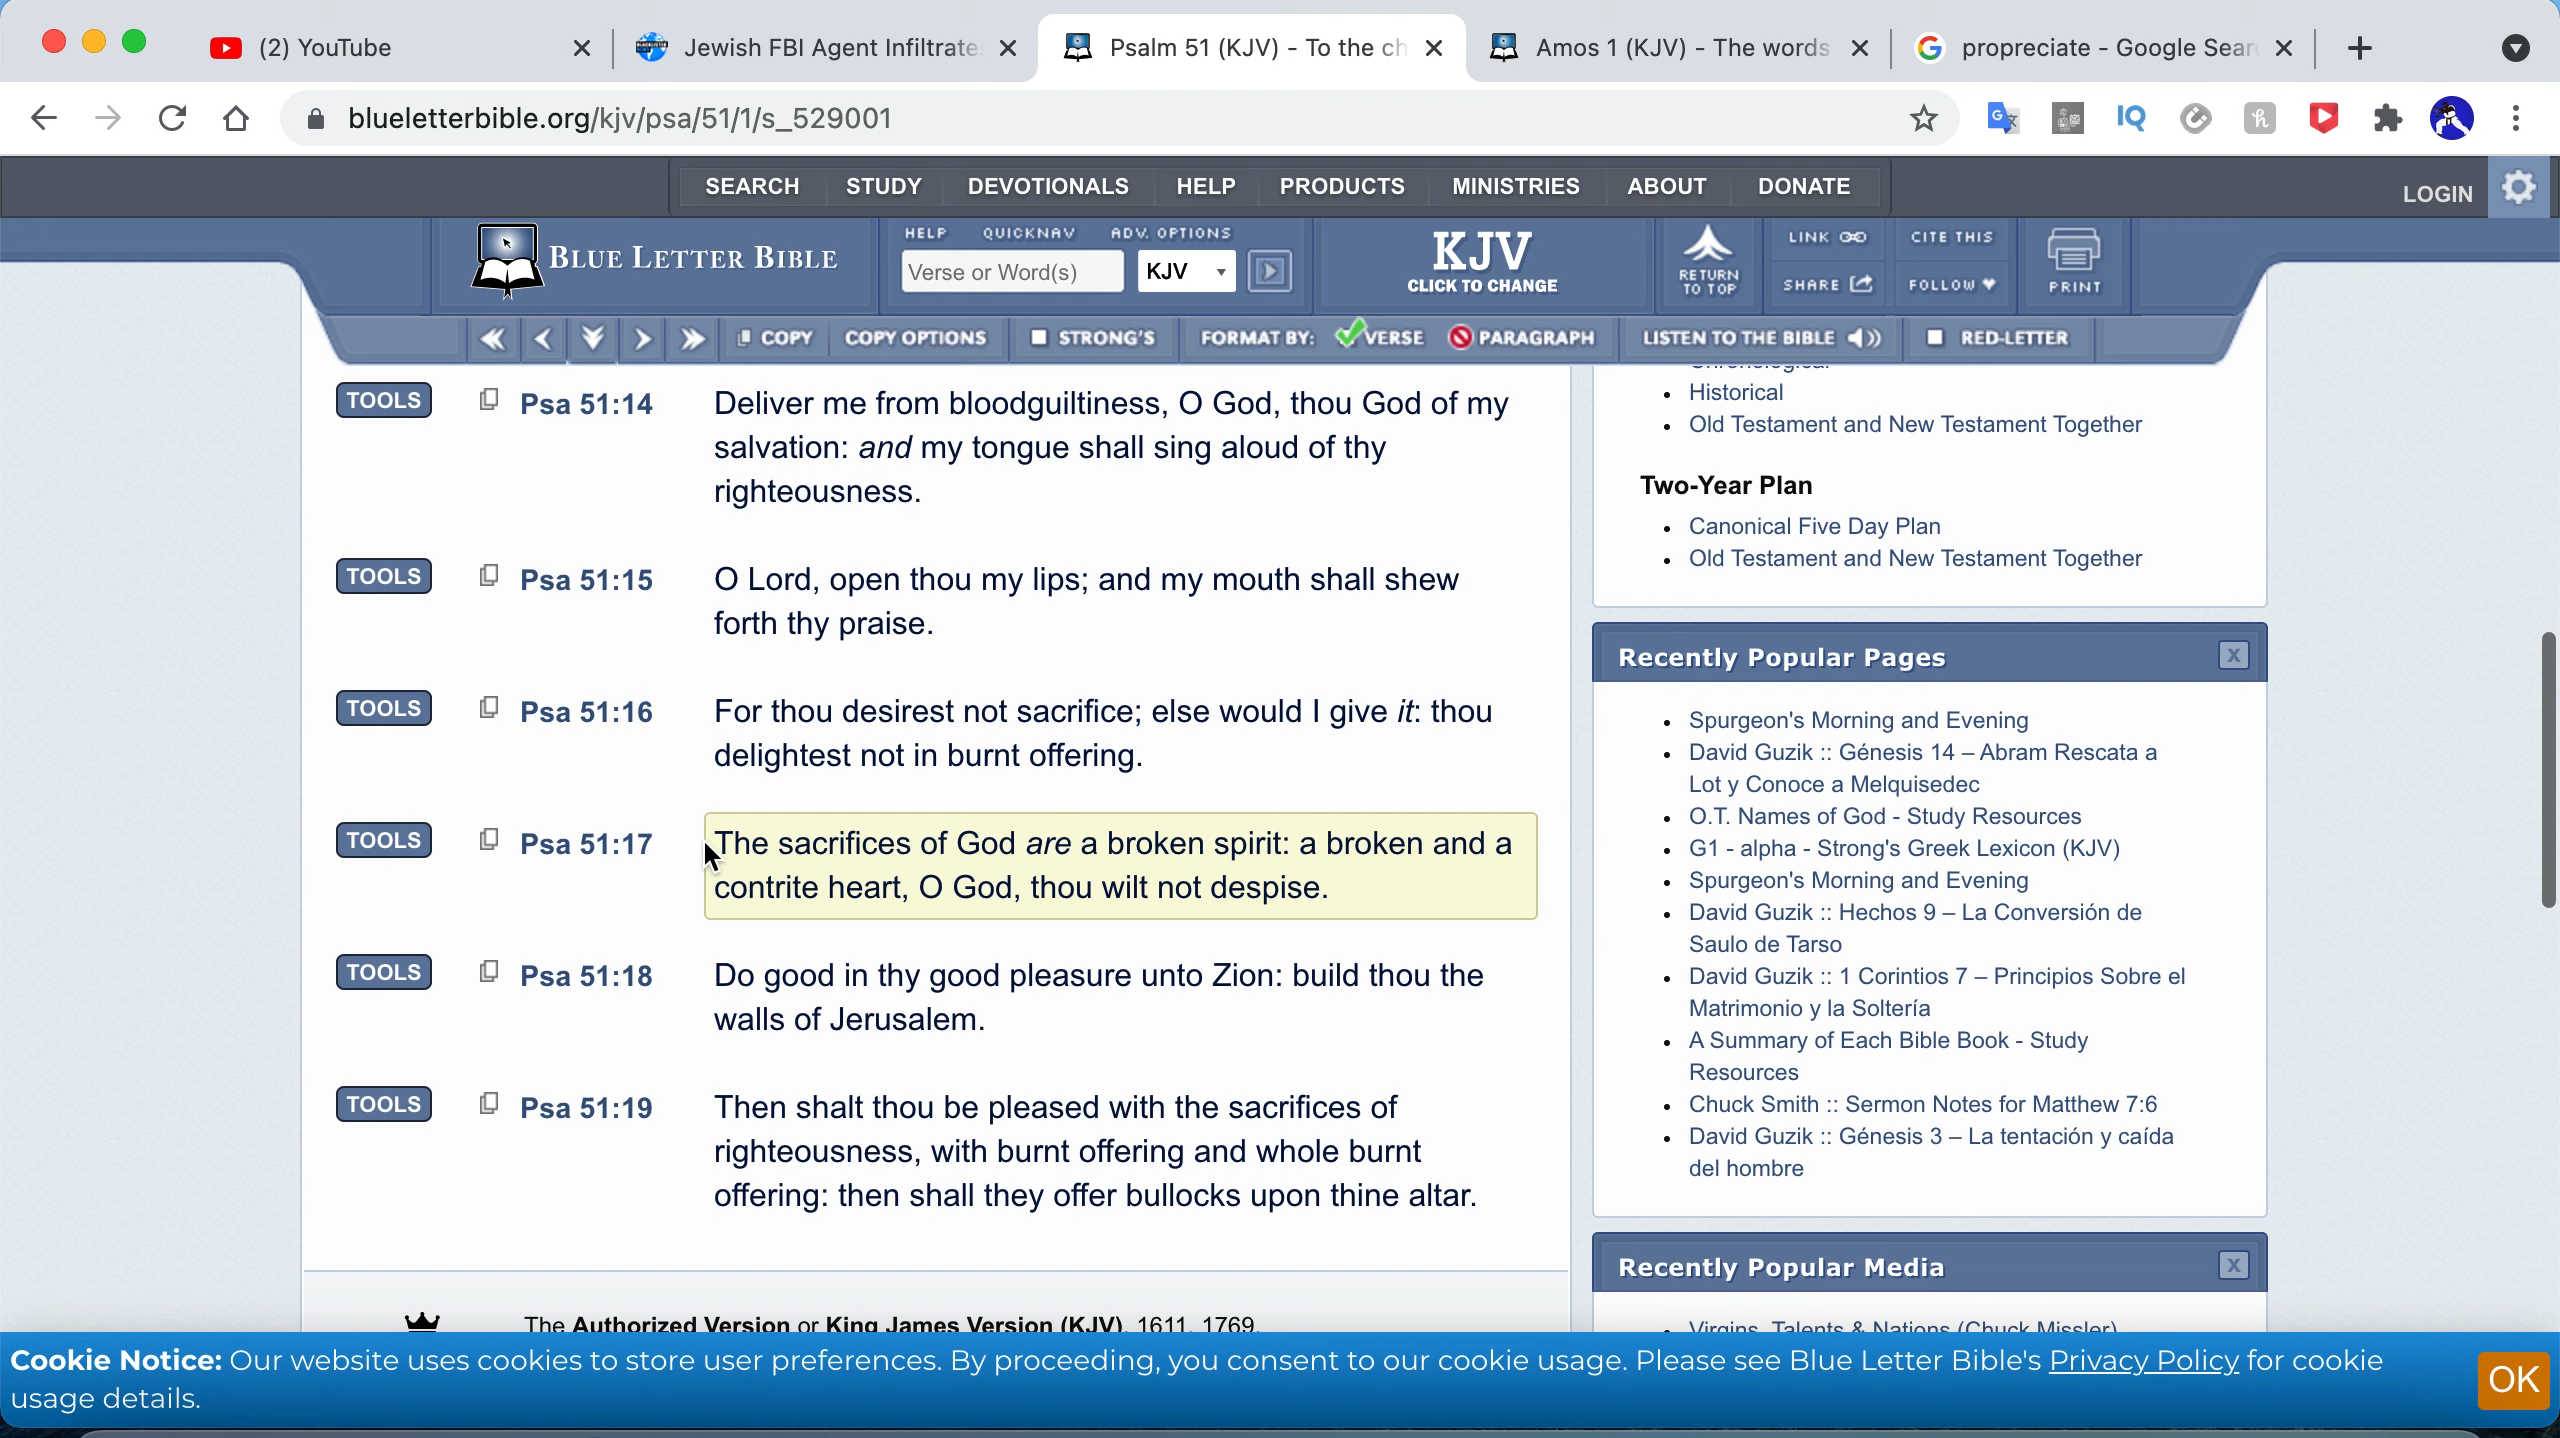 (2) YouTube
Jewish FBI Agent Infiltrate
Psalm 51 (KJV) - To the ch
Amos 1 (KJV) - The words
propreciate - Google Sear
blueletterbible.org/kjv/psa/51/1/s_529001
SEARCH STUDY DEVOTIONALS HELP PRODUCTS MINISTRIES ABOUT DONATE
LOGIN
BLUE LETTER BIBLE
HELP QUICKNAV ADV. OPTIONS
Verse or Word(s) KJV
KJV
CLICK TO CHANGE
RETURN
TO TOP
LINK
CITE THIS
SHARE
FOLLOW
PRINT
COPY COPY OPTIONS STRONG'S FORMAT BY: VERSE PARAGRAPH LISTEN TO THE BIBLE RED-LETTER
TOOLS Psa 51:14 Deliver me from bloodguiltiness, O God, thou God of my
salvation: and my tongue shall sing aloud of thy
righteousness.
TOOLS Psa 51:15 O Lord, open thou my lips; and my mouth shall shew
forth thy praise.
TOOLS Psa 51:16 For thou desirest not sacrifice; else would I give it: thou
delightest not in burnt offering.
TOOLS Psa 51:17 The sacrifices of God are a broken spirit: a broken and a
contrite heart, O God, thou wilt not despise.
TOOLS Psa 51:18 Do good in thy good pleasure unto Zion: build thou the
walls of Jerusalem.
TOOLS Psa 51:19 Then shalt thou be pleased with the sacrifices of
righteousness, with burnt offering and whole burnt
offering: then shall they offer bullocks upon thine altar.
The Authorized Version or King James Version (KJV), 1611, 1769.
Chronological
Historical
Old Testament and New Testament Together
Two-Year Plan
Canonical Five Day Plan
Old Testament and New Testament Together
Recently Popular Pages
X
Spurgeon's Morning and Evening
David Guzik :: Génesis 14 – Abram Rescata a
Lot y Conoce a Melquisedec
O.T. Names of God - Study Resources
G1 - alpha - Strong's Greek Lexicon (KJV)
Spurgeon's Morning and Evening
David Guzik :: Hechos 9 – La Conversión de
Saulo de Tarso
David Guzik :: 1 Corintios 7 – Principios Sobre el
Matrimonio y la Soltería
A Summary of Each Bible Book - Study
Resources
Chuck Smith :: Sermon Notes for Matthew 7:6
David Guzik :: Génesis 3 – La tentación y caída
del hombre
Recently Popular Media
X
Virgins, Talents & Nations (Chuck Missler)
Cookie Notice: Our website uses cookies to store user preferences. By proceeding, you consent to our cookie usage. Please see Blue Letter Bible's Privacy Policy for cookie
usage details.
OK